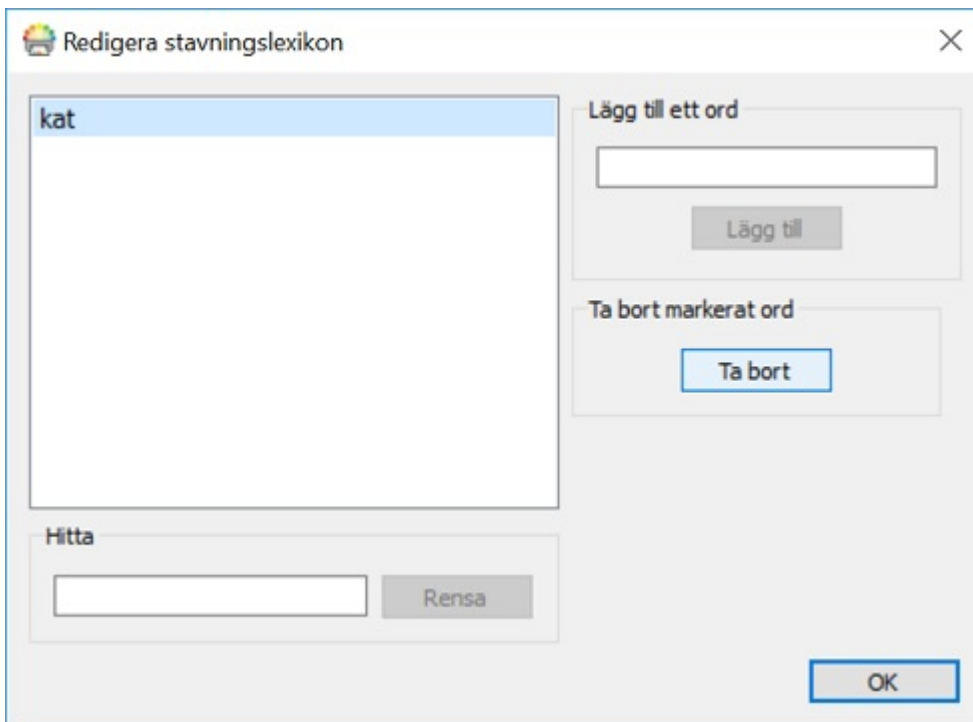 Redigera stavningslexikon
kat
Lägg till ett ord
Lägg till
Ta bort markerat ord
Ta bort
Hitta
Rensa
OK